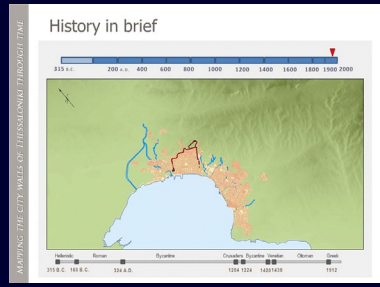 MAPPING THE CITY WALLS OF THESSALONIKI THROUGH TIME
History in brief
315 B.C. 200 A.D. 400 600 800 1000 1200 1400 1600 1800 1900 2000
Hellenistic Roman Byzantine Crusaders Byzantine Venetian Ottoman Greek
315 B.C. 168 B.C. 324 A.D. 1204 1224 1423 1430 1912